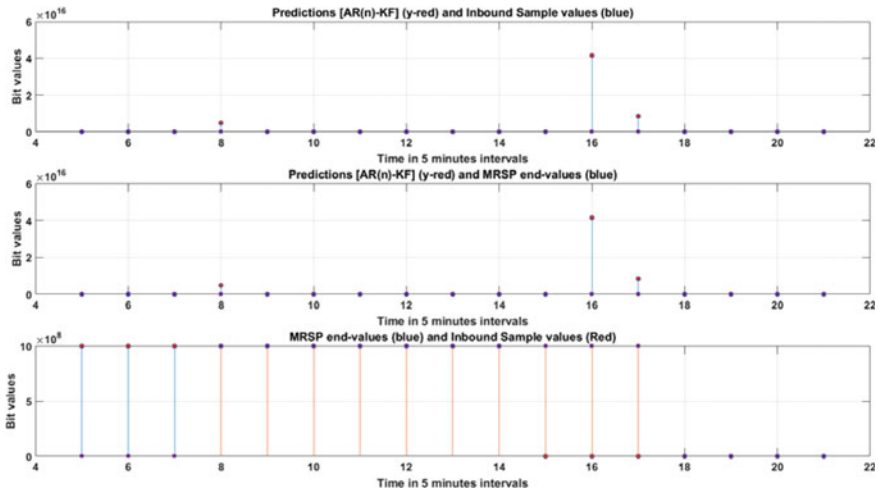 Predictions [AR(n)-KF] (y-red) and Inbound Sample values (blue)
×10^16
6
4
2
0
Bit values
4 6 8 10 12 14 16 18 20 22
Time in 5 minutes intervals
Predictions [AR(n)-KF] (y-red) and MRSP end-values (blue)
×10^16
6
4
2
0
Bit values
4 6 8 10 12 14 16 18 20 22
Time in 5 minutes intervals
MRSP end-values (blue) and Inbound Sample values (Red)
×10^8
10
5
0
Bit values
4 6 8 10 12 14 16 18 20 22
Time in 5 minutes intervals